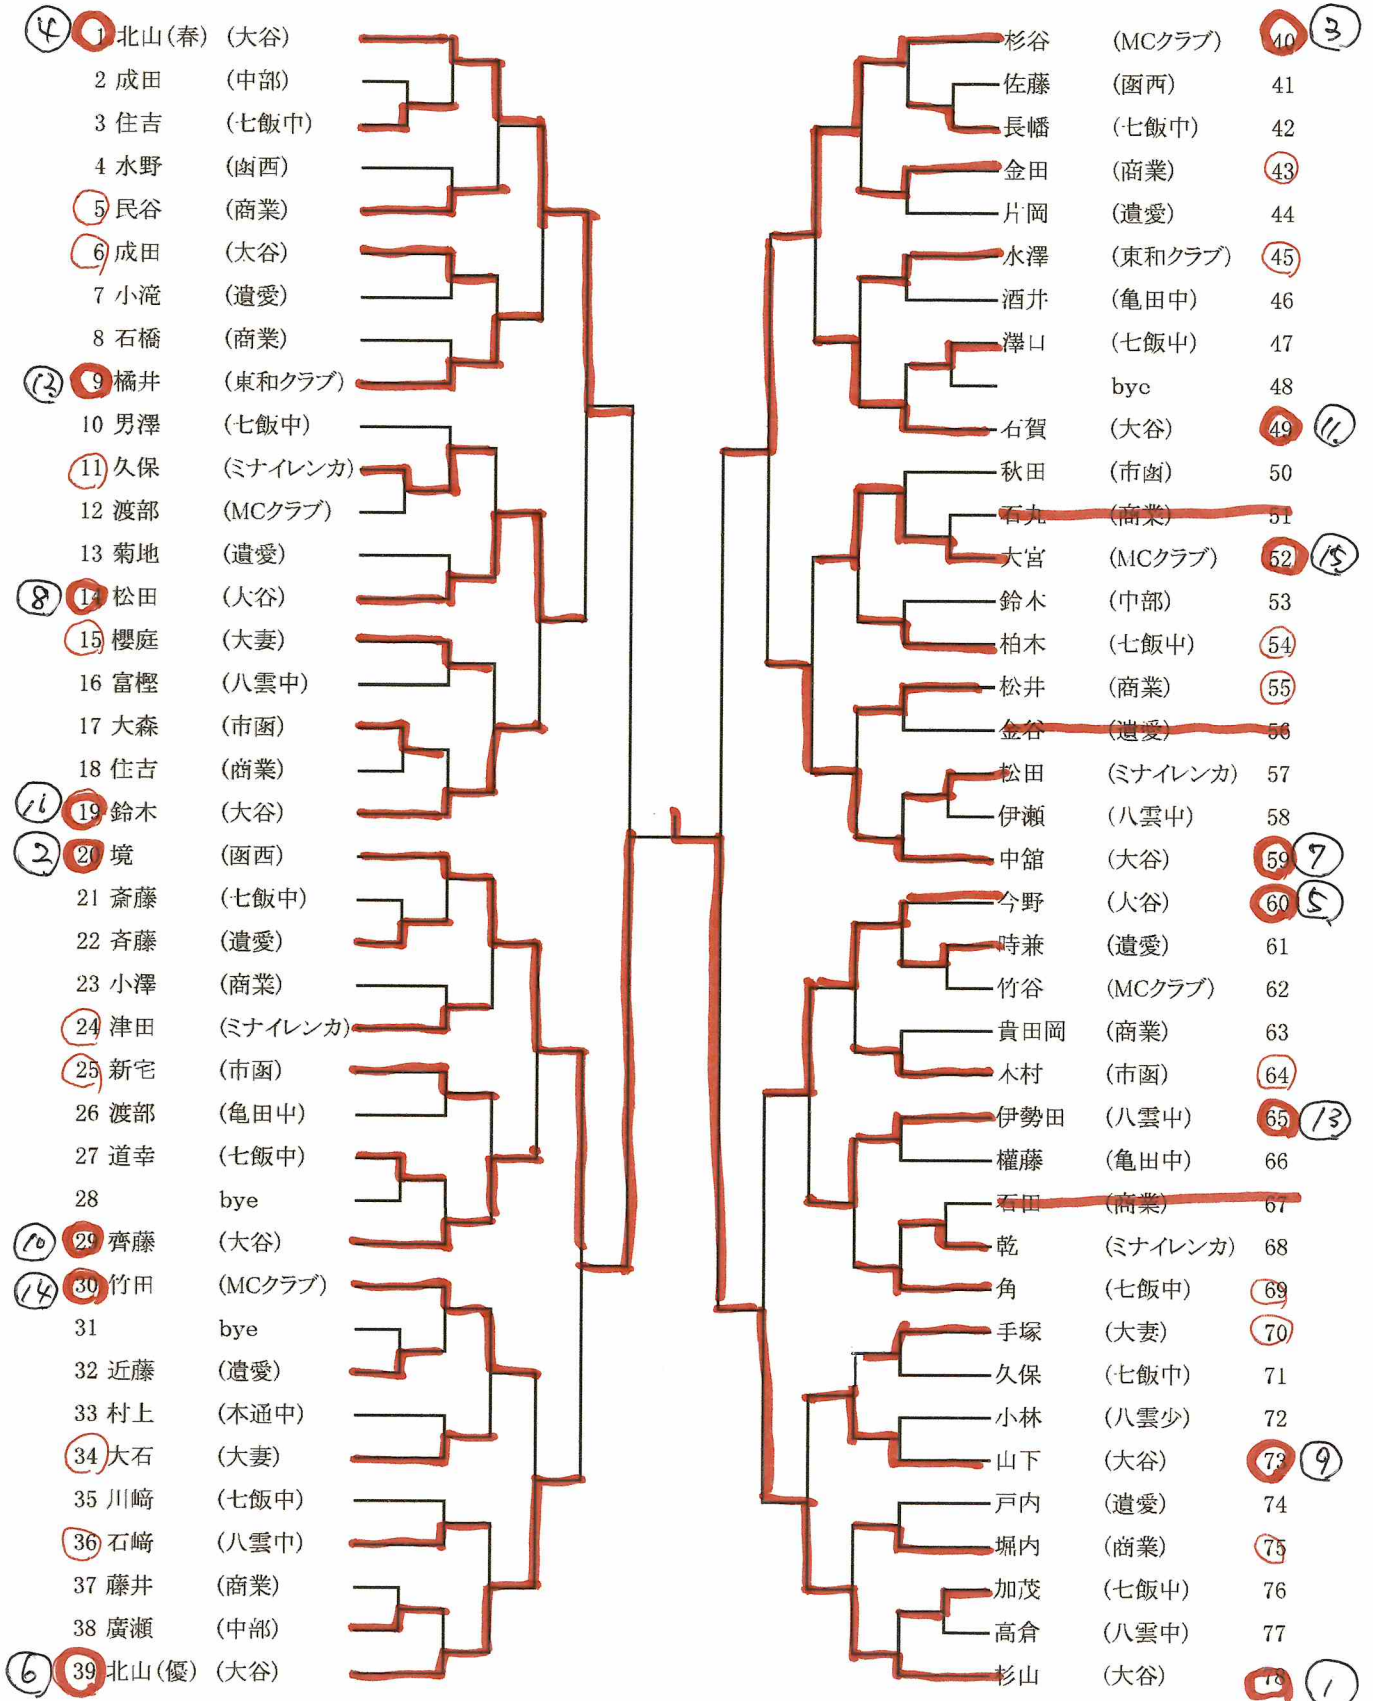 ④ 1 北山(春) (大谷)
2 成田 (中部)
3 住吉 (七飯中)
4 水野 (函西)
5 民谷 (商業)
6 成田 (大谷)
7 小滝 (遺愛)
8 石橋 (商業)
⑫ 9 橘井 (東和クラブ)
10 男澤 (七飯中)
11 久保 (ミナイレンカ)
12 渡部 (MCクラブ)
13 菊地 (遺愛)
⑧ 14 松田 (大谷)
15 櫻庭 (大妻)
16 富樫 (八雲中)
17 大森 (市函)
18 住吉 (商業)
⑯ 19 鈴木 (大谷)
② 20 境 (函西)
21 斎藤 (七飯中)
22 斉藤 (遺愛)
23 小澤 (商業)
24 津田 (ミナイレンカ)
25 新宅 (市函)
26 渡部 (亀田中)
27 道幸 (七飯中)
28 bye
⑩ 29 齊藤 (大谷)
⑭ 30 竹田 (MCクラブ)
31 bye
32 近藤 (遺愛)
33 村上 (木通中)
34 大石 (大妻)
35 川﨑 (七飯中)
36 石﨑 (八雲中)
37 藤井 (商業)
38 廣瀬 (中部)
⑥ 39 北山(優) (大谷)
杉谷 (MCクラブ) 40 ③
佐藤 (函西) 41
長幡 (七飯中) 42
金田 (商業) 43
片岡 (遺愛) 44
水澤 (東和クラブ) 45
酒井 (亀田中) 46
澤口 (七飯中) 47
bye 48
石賀 (大谷) 49 ⑪
秋田 (市函) 50
石丸 (商業) 51
大宮 (MCクラブ) 52 ⑮
鈴木 (中部) 53
柏木 (七飯中) 54
松井 (商業) 55
金谷 (遺愛) 56
松田 (ミナイレンカ) 57
伊瀬 (八雲中) 58
中舘 (大谷) 59 ⑦
今野 (大谷) 60 ⑤
時兼 (遺愛) 61
竹谷 (MCクラブ) 62
貴田岡 (商業) 63
木村 (市函) 64
伊勢田 (八雲中) 65 ⑬
權藤 (亀田中) 66
石田 (商業) 67
乾 (ミナイレンカ) 68
角 (七飯中) 69
手塚 (大妻) 70
久保 (七飯中) 71
小林 (八雲少) 72
山下 (大谷) 73 ⑨
戸内 (遺愛) 74
堀内 (商業) 75
加茂 (七飯中) 76
高倉 (八雲中) 77
杉山 (大谷) 78 ①